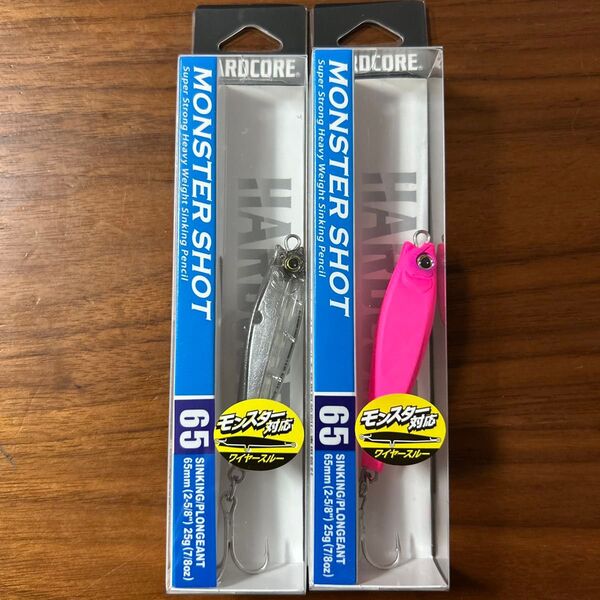 ARDCORE®
MONSTER SHOT
Super Strong Heavy Weight Sinking Pencil
HARDCORE
65
SINKING/PLONGEANT
65mm (2-5/8") 25g (7/8oz)
モンスター
対応
ワイヤースルー
ARDCORE®
MONSTER SHOT
Super Strong Heavy Weight Sinking Pencil
HARDCORE
65
SINKING/PLONGEANT
65mm (2-5/8") 25g (7/8oz)
モンスター
対応
ワイヤースルー